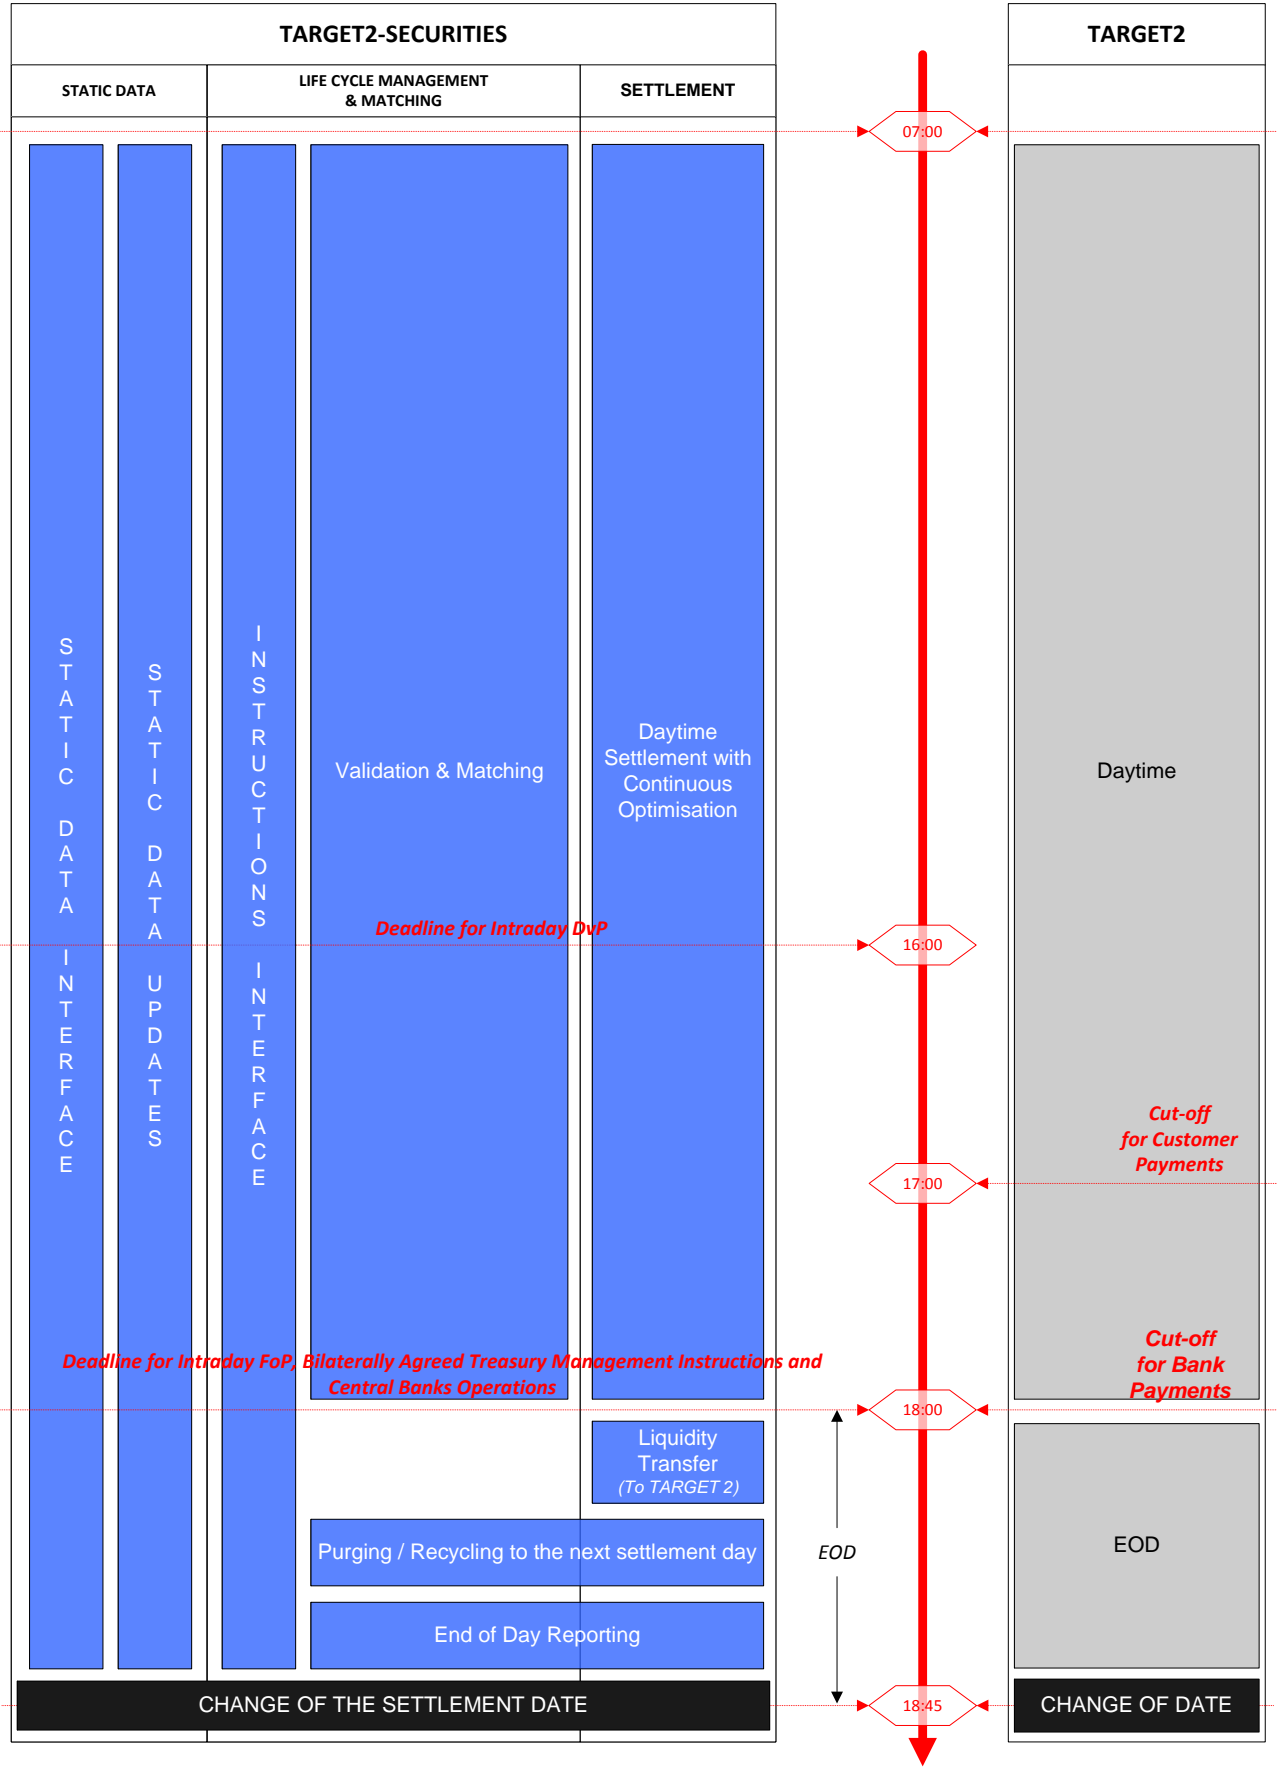 TARGET2-SECURITIES
TARGET2
STATIC DATA
LIFE CYCLE MANAGEMENT
& MATCHING
SETTLEMENT
07:00
STATIC DATA INTERFACE
STATIC DATA UPDATES
INSTRUCTIONS INTERFACE
Validation & Matching
Daytime
Settlement with
Continuous
Optimisation
Daytime
Deadline for Intraday DvP
16:00
Cut-off
for Customer
Payments
17:00
Deadline for Intraday FoP, Bilaterally Agreed Treasury Management Instructions and
Central Banks Operations
Cut-off
for Bank
Payments
18:00
Liquidity
Transfer
(To TARGET 2)
Purging / Recycling to the next settlement day
EOD
EOD
End of Day Reporting
CHANGE OF THE SETTLEMENT DATE
18:45
CHANGE OF DATE